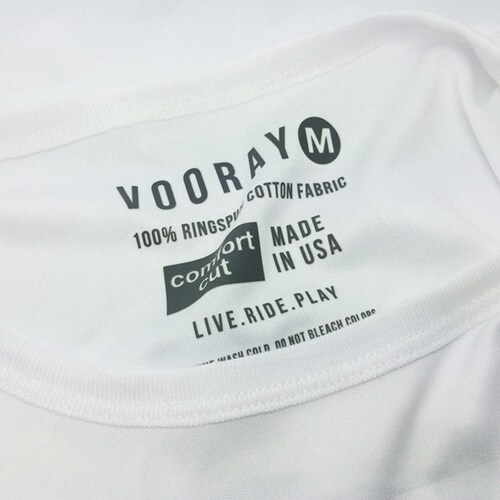 VOORAY M
100% RINGSPUN COTTON FABRIC
comfort
cut
MADE
IN USA
LIVE.RIDE.PLAY
WASH COLD. DO NOT BLEACH COLORS